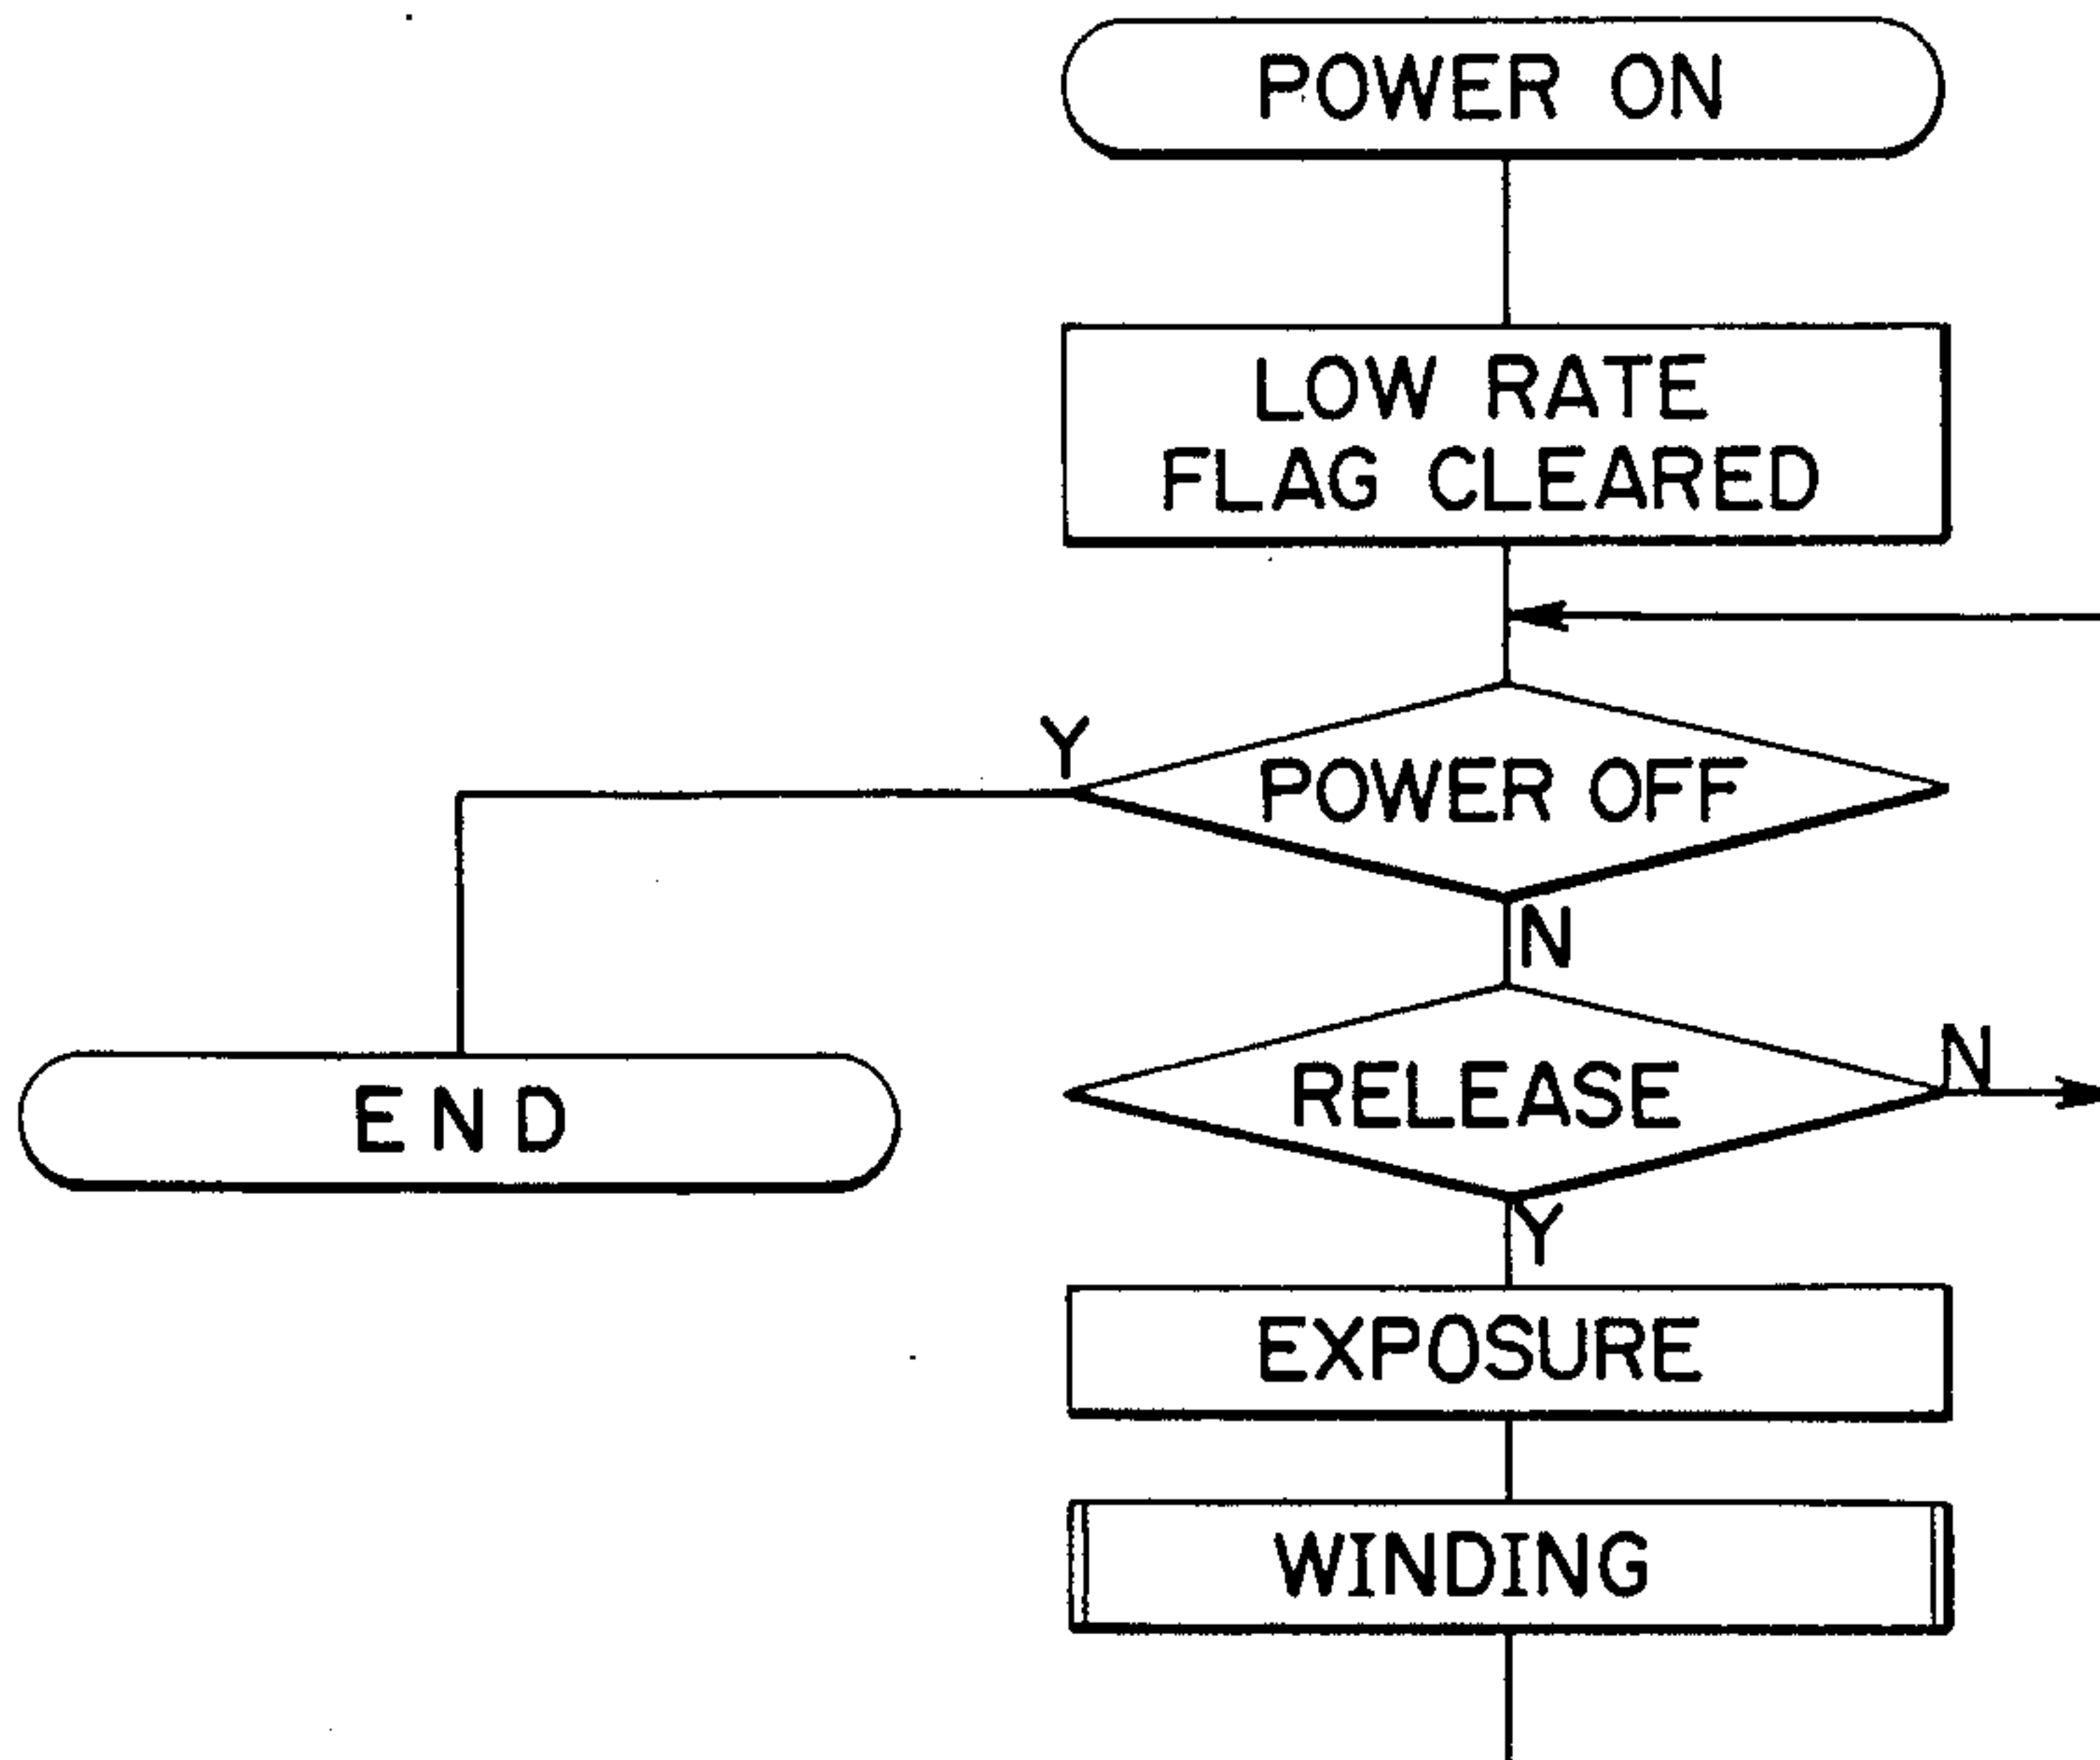 POWER ON
LOW RATE
FLAG CLEARED
Y
POWER OFF
N
RELEASE
N
END
Y
EXPOSURE
WINDING